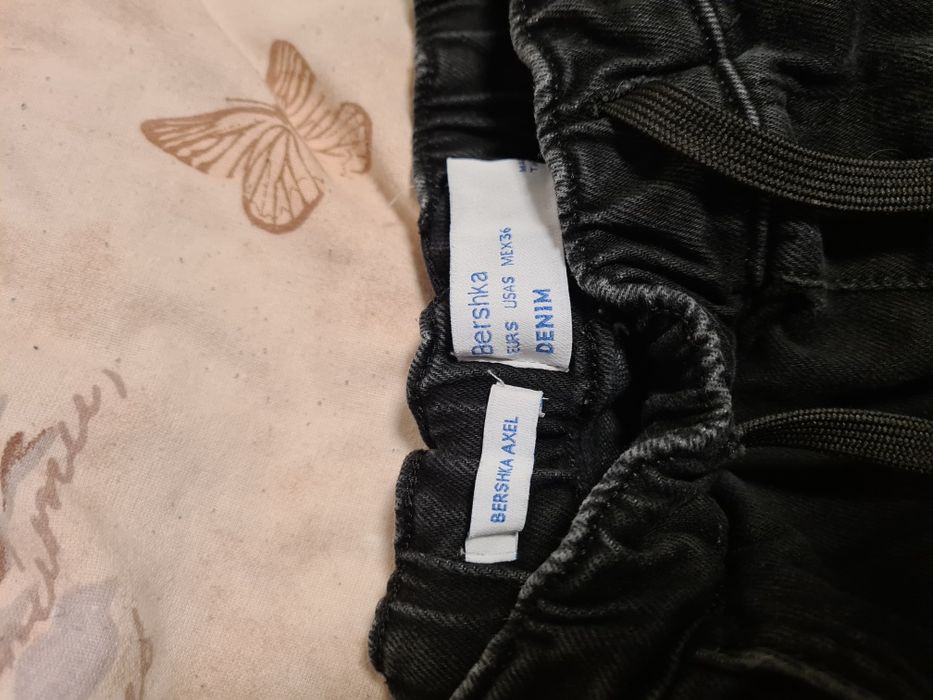 Bershka
EUR S USA S MEX 36
DENIM
BERSHKA AXEL